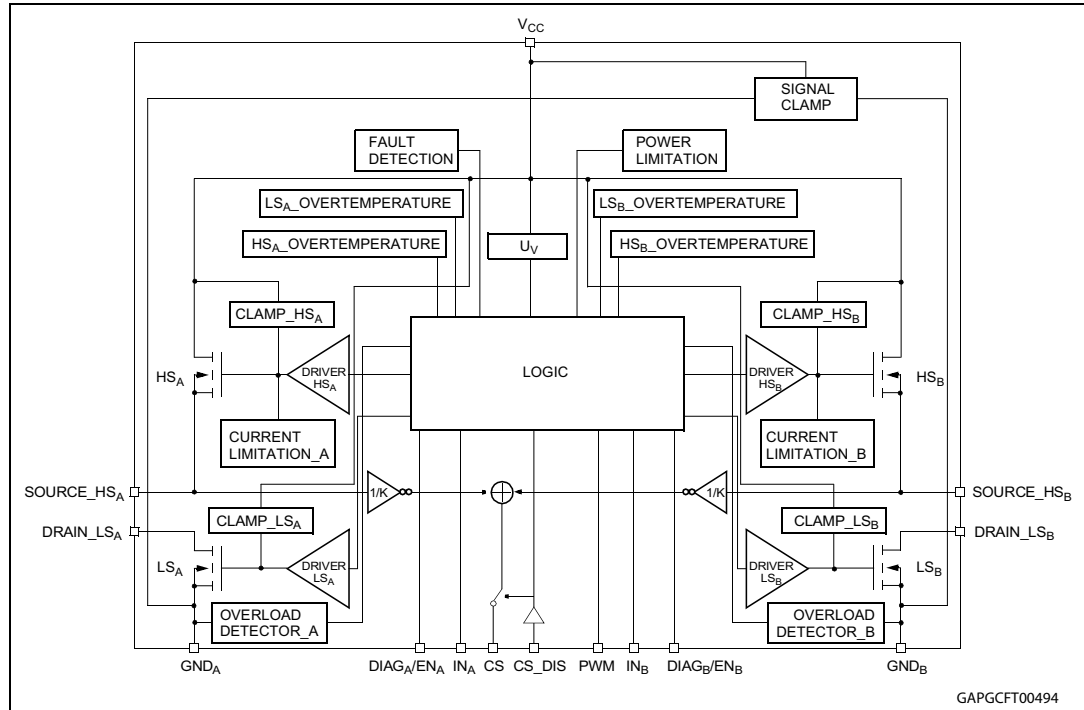 VCC
SIGNAL
CLAMP
FAULT
DETECTION
POWER
LIMITATION
LSA_OVERTEMPERATURE
LSB_OVERTEMPERATURE
HSA_OVERTEMPERATURE
UV
HSB_OVERTEMPERATURE
CLAMP_HSA
CLAMP_HSB
LOGIC
HSA
DRIVER
HSA
DRIVER
HSB
HSB
CURRENT
LIMITATION_A
CURRENT
LIMITATION_B
SOURCE_HSA
1/K
1/K
SOURCE_HSB
DRAIN_LSA
CLAMP_LSA
CLAMP_LSB
DRAIN_LSB
LSA
DRIVER
LSA
DRIVER
LSB
LSB
OVERLOAD
DETECTOR_A
OVERLOAD
DETECTOR_B
GNDA
DIAGA/ENA
INA
CS
CS_DIS
PWM
INB
DIAGB/ENB
GNDB
GAPGCFT00494